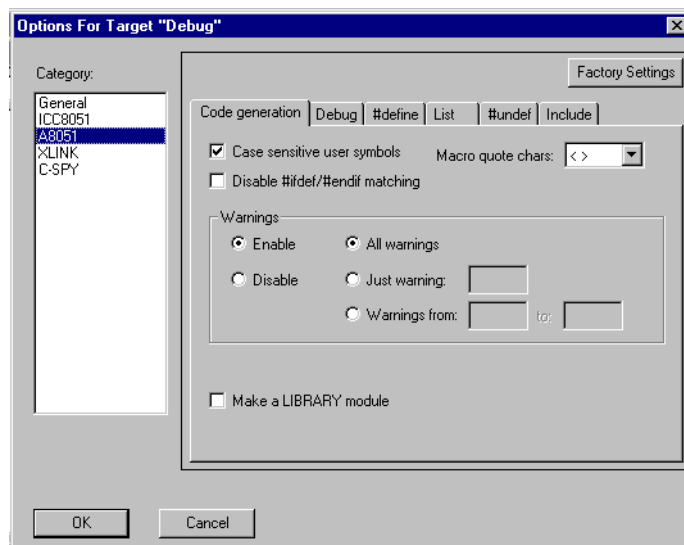 Options For Target "Debug"
Category:
General
ICC8051
A8051
XLINK
C-SPY
Factory Settings
Code generation Debug #define List #undef Include
Case sensitive user symbols Macro quote chars: < >
Disable #ifdef/#endif matching
Warnings
Enable All warnings
Disable Just warning:
Warnings from: to:
Make a LIBRARY module
OK Cancel